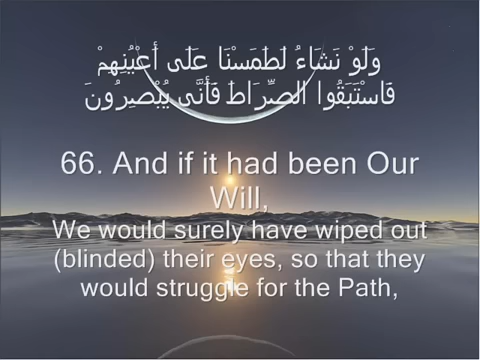 وَلَوْ نَشَاءُ لَطَمَسْنَا عَلَى أَعْيُنِهِمْ
فَاسْتَبَقُوا الصِّرَاطَ فَأَنَّى يُبْصِرُونَ
66. And if it had been Our
Will,
We would surely have wiped out
(blinded) their eyes, so that they
would struggle for the Path,